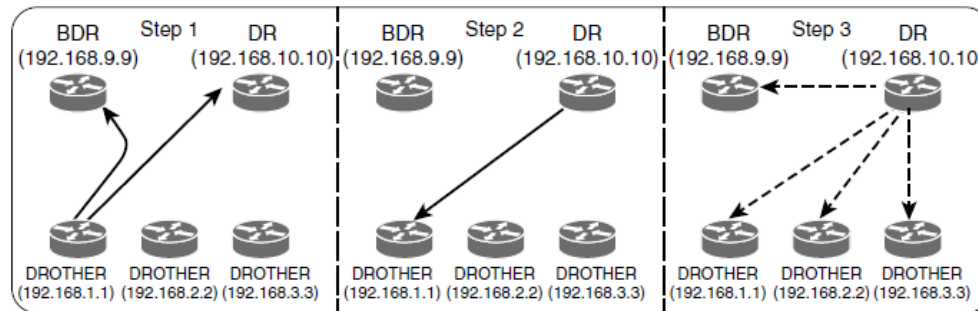 BDR Step 1 DR
(192.168.9.9) (192.168.10.10)
DROTHER DROTHER DROTHER
(192.168.1.1) (192.168.2.2) (192.168.3.3)
BDR Step 2 DR
(192.168.9.9) (192.168.10.10)
DROTHER DROTHER DROTHER
(192.168.1.1) (192.168.2.2) (192.168.3.3)
BDR Step 3 DR
(192.168.9.9) (192.168.10.10
DROTHER DROTHER DROTHER
(192.168.1.1) (192.168.2.2) (192.168.3.3)